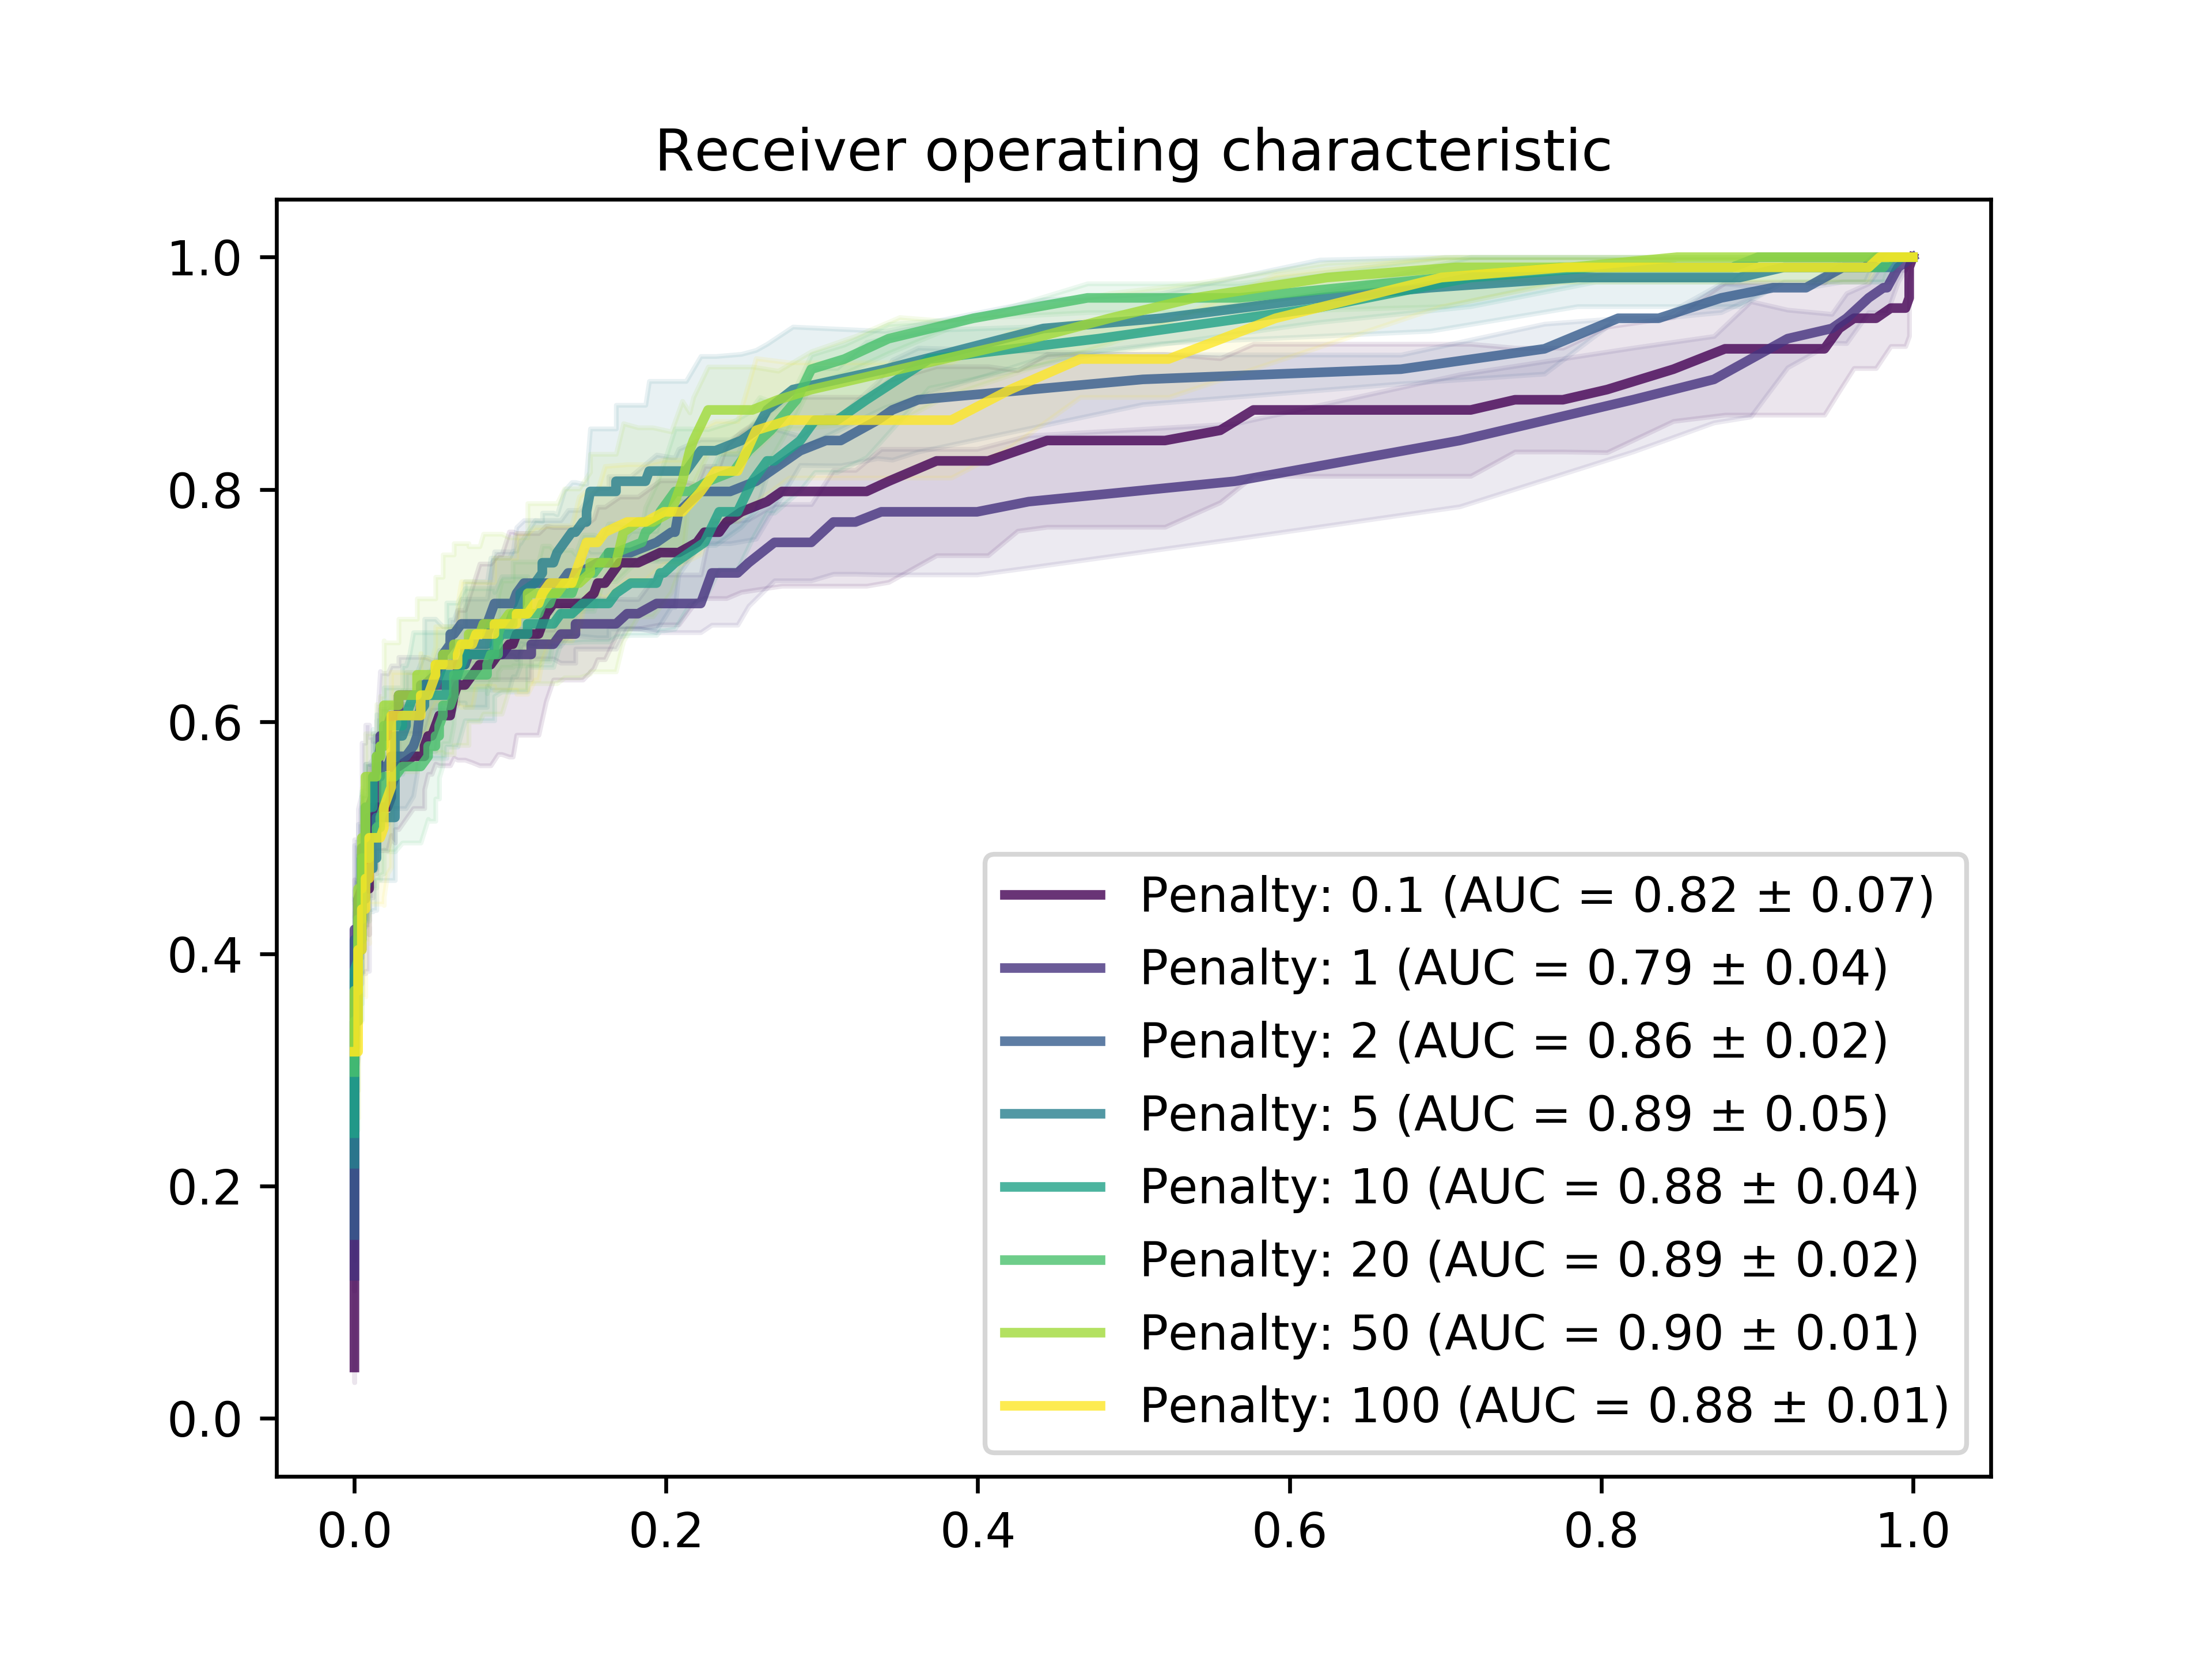 Receiver operating characteristic
1.0
0.8
0.6
0.4
0.2
0.0
Penalty: 0.1 (AUC = 0.82 ± 0.07)
Penalty: 1 (AUC = 0.79 ± 0.04)
Penalty: 2 (AUC = 0.86 ± 0.02)
Penalty: 5 (AUC = 0.89 ± 0.05)
Penalty: 10 (AUC = 0.88 ± 0.04)
Penalty: 20 (AUC = 0.89 ± 0.02)
Penalty: 50 (AUC = 0.90 ± 0.01)
Penalty: 100 (AUC = 0.88 ± 0.01)
0.0 0.2 0.4 0.6 0.8 1.0